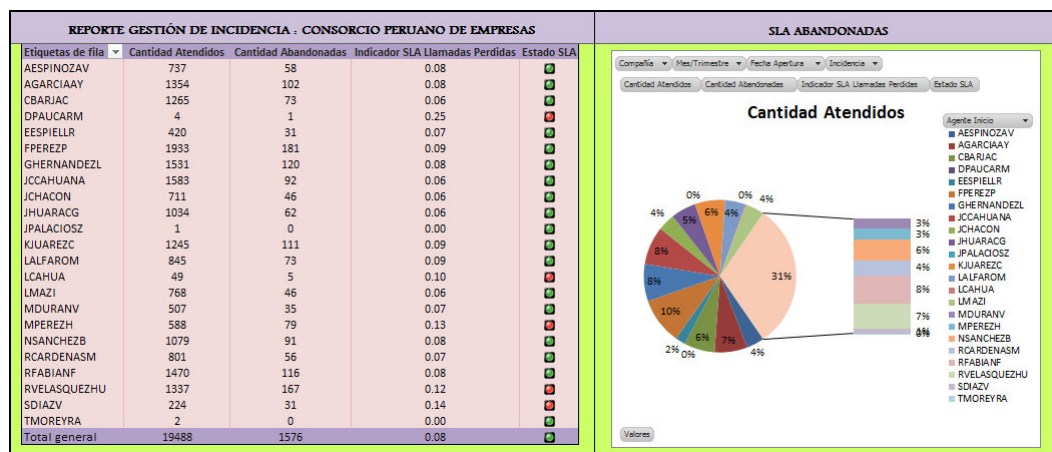 REPORTE GESTIÓN DE INCIDENCIA : CONSORCIO PERUANO DE EMPRESAS
Etiquetas de fila Cantidad Atendidos Cantidad Abandonadas Indicador SLA Llamadas Perdidas Estado SLA
AESPINOZAV 737 58 0.08
AGARCIAAY 1354 102 0.08
CBARJAC 1265 73 0.06
DPAUCARM 4 1 0.25
EESPIELLR 420 31 0.07
FPEREZP 1933 181 0.09
GHERNANDEZL 1531 120 0.08
JCCAHUANA 1583 92 0.06
JCHACON 711 46 0.06
JHUARACG 1034 62 0.06
JPALACIOSZ 1 0 0.00
KJUAREZC 1245 111 0.09
LALFAROM 845 73 0.09
LCAHUA 49 5 0.10
LMAZI 768 46 0.06
MDURANV 507 35 0.07
MPEREZH 588 79 0.13
NSANCHEZB 1079 91 0.08
RCARDENASM 801 56 0.07
RFABIANF 1470 116 0.08
RVELASQUEZHU 1337 167 0.12
SDIAZV 224 31 0.14
TMOREYRA 2 0 0.00
Total general 19488 1576 0.08
SLA ABANDONADAS
Compañía Mes/Trimestre Fecha Apertura Incidencia
Cantidad Atendidos Cantidad Abandonadas Indicador SLA Llamadas Perdidas Estado SLA
Cantidad Atendidos
0% 6% 4% 0% 4%
5%
4%
8%
8%
10%
2%
0%
6%
7%
4%
31%
3%
3%
6%
4%
8%
7%
Agente Inicio
AESPINOZAV
AGARCIAAY
CBARJAC
DPAUCARM
EESPIELLR
FPEREZP
GHERNANDEZL
JCCAHUANA
JCHACON
JHUARACG
JPALACIOSZ
KJUAREZC
LALFAROM
LCAHUA
LMAZI
MDURANV
MPEREZH
NSANCHEZB
RCARDENASM
RFABIANF
RVELASQUEZHU
SDIAZV
TMOREYRA
Valores